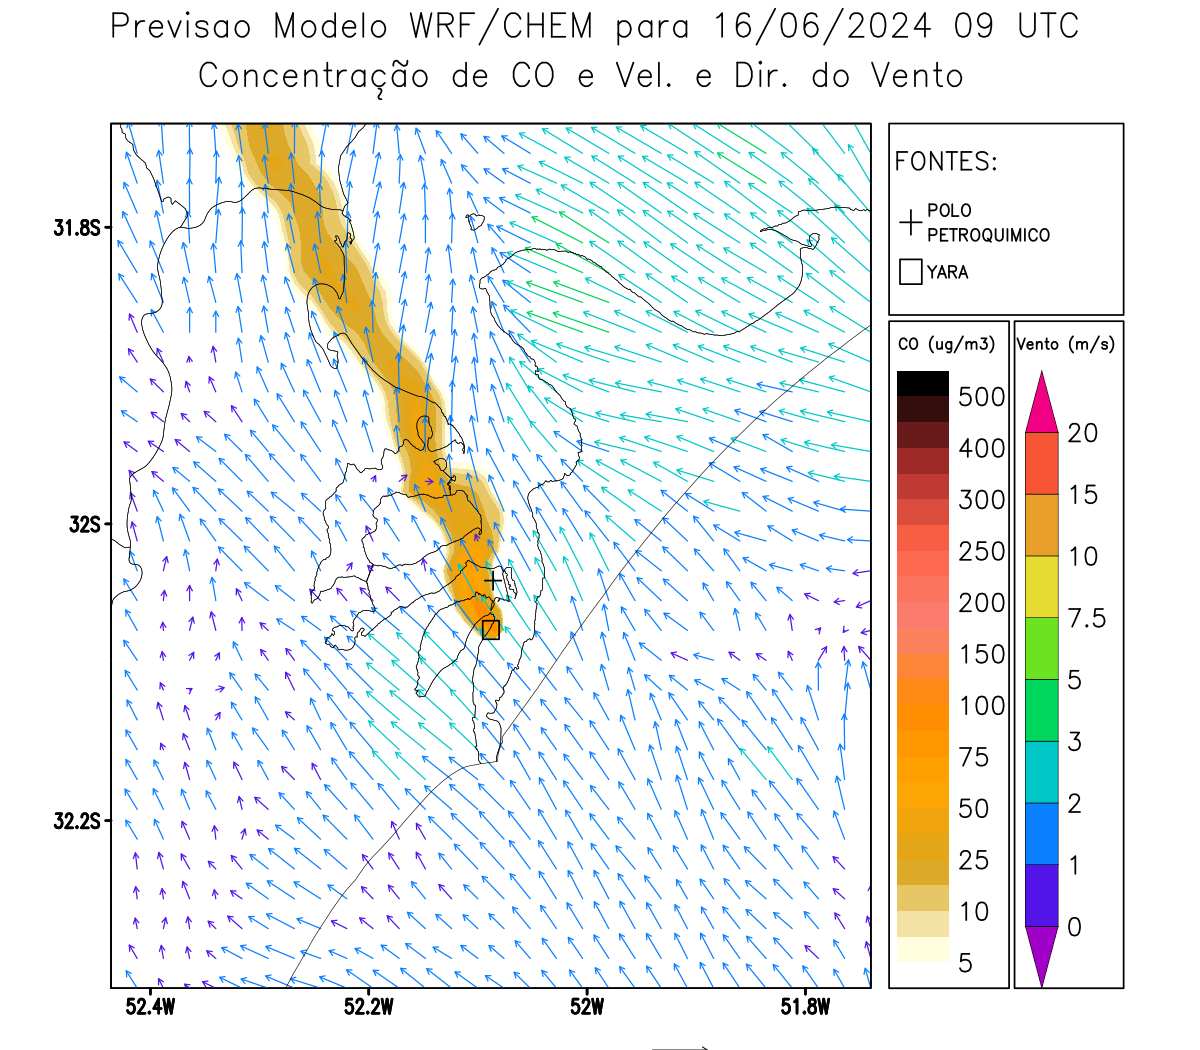 Previsao Modelo WRF/CHEM para 16/06/2024 09 UTC
Concentração de CO e Vel. e Dir. do Vento
FONTES:
POLO
PETROQUIMICO
YARA
CO (ug/m3)
500
400
300
250
200
150
100
75
50
25
10
5
Vento (m/s)
20
15
10
7.5
5
3
2
1
0
31.8S
32S
32.2S
52.4W
52.2W
52W
51.8W